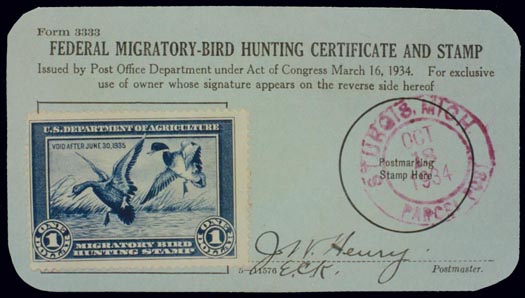 Form 3333
FEDERAL MIGRATORY-BIRD HUNTING CERTIFICATE AND STAMP
Issued by Post Office Department under Act of Congress March 16, 1934. For exclusive
use of owner whose signature appears on the reverse side hereof
U.S. DEPARTMENT OF AGRICULTURE
VOID AFTER JUNE 30, 1935
ONE DOLLAR
1
ONE DOLLAR
1
MIGRATORY BIRD
HUNTING STAMP
STURGIS, MICH
OCT
18
1934
PARCEL POST
Postmarking
Stamp Here
J.W. Henry.
E.C.K.
Postmaster.